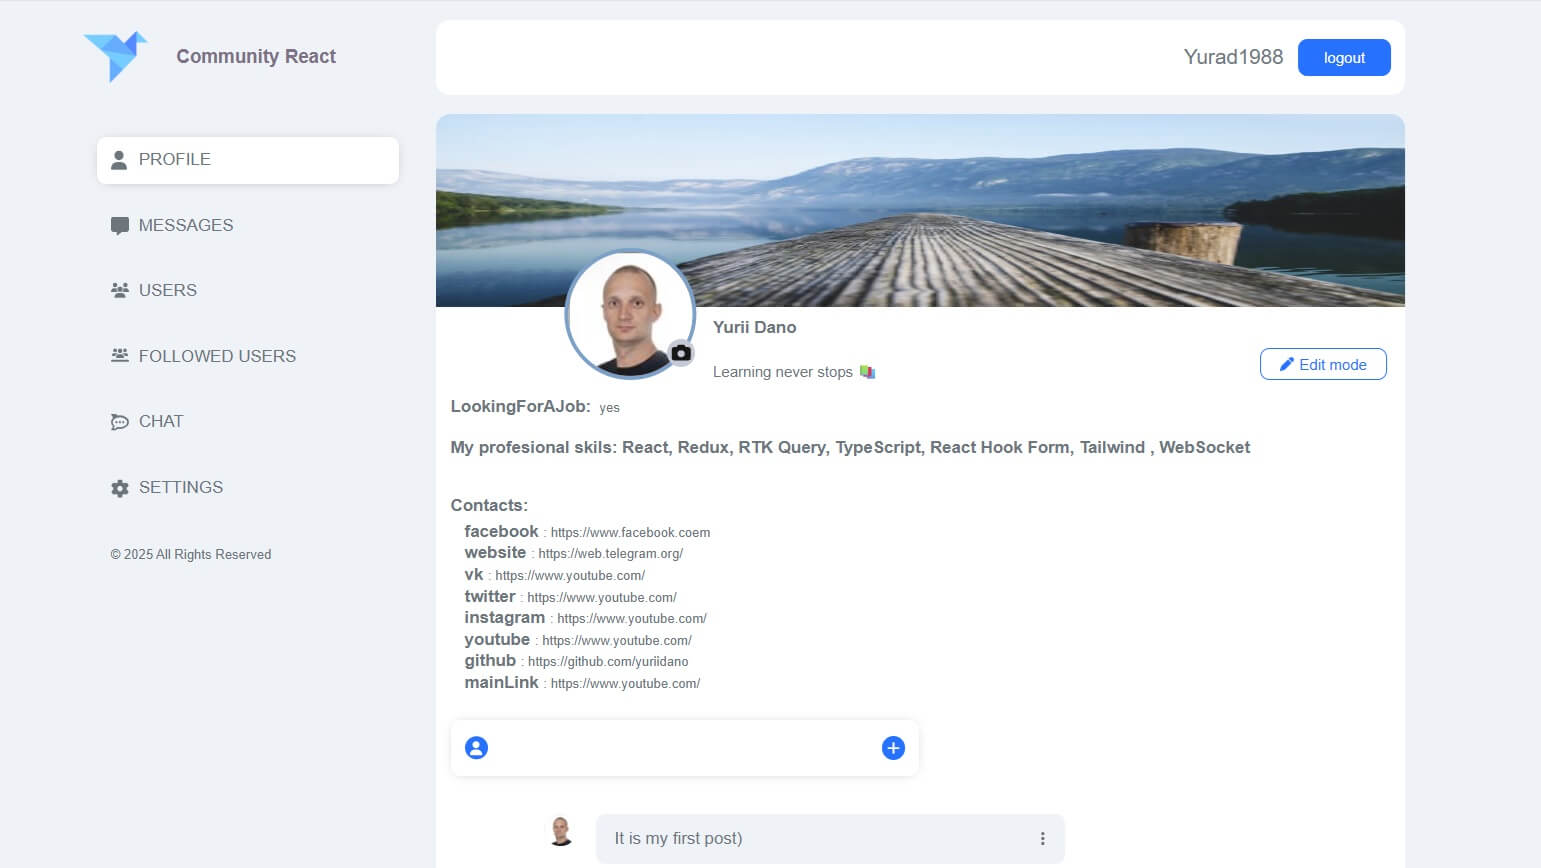 Community React
Yurad1988
logout
PROFILE
MESSAGES
USERS
FOLLOWED USERS
CHAT
SETTINGS
© 2025 All Rights Reserved
Yurii Dano
Learning never stops
Edit mode
LookingForAJob: yes
My profesional skils: React, Redux, RTK Query, TypeScript, React Hook Form, Tailwind , WebSocket
Contacts:
facebook : https://www.facebook.coem
website : https://web.telegram.org/
vk : https://www.youtube.com/
twitter : https://www.youtube.com/
instagram : https://www.youtube.com/
youtube : https://www.youtube.com/
github : https://github.com/yuriidano
mainLink : https://www.youtube.com/
It is my first post)